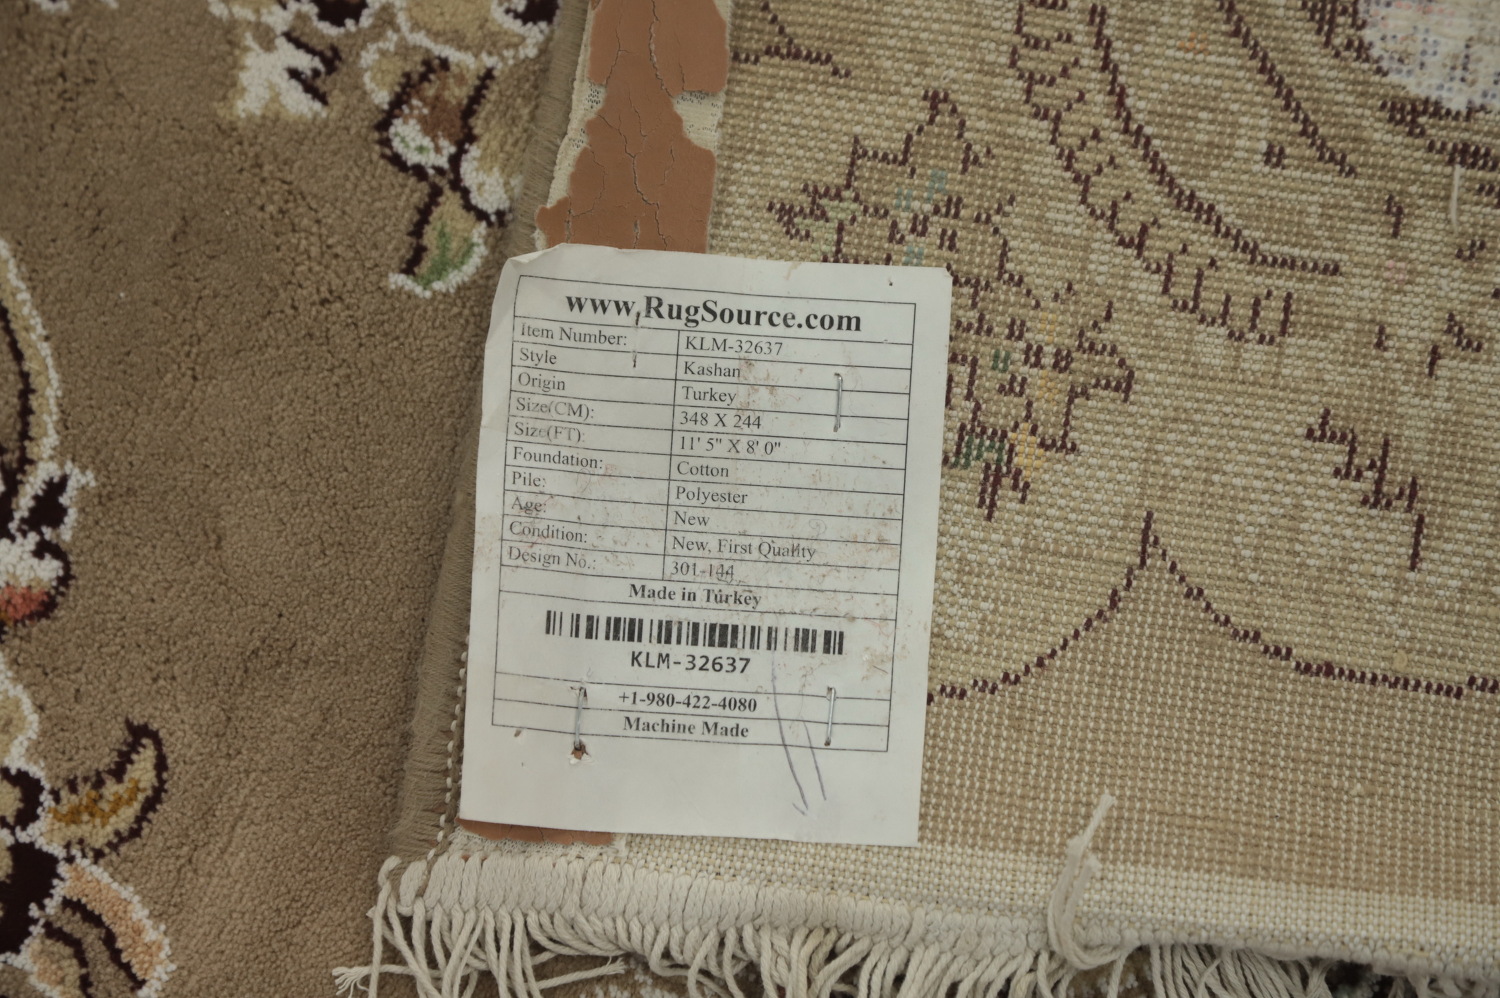 www.RugSource.com
Item Number: KLM-32637
Style Kashan
Origin Turkey
Size(CM): 348 X 244
Size(FT): 11' 5" X 8' 0"
Foundation: Cotton
Pile: Polyester
Age: New
Condition: New, First Quality
Design No.: 301-144
Made in Turkey
KLM-32637
+1-980-422-4080
Machine Made